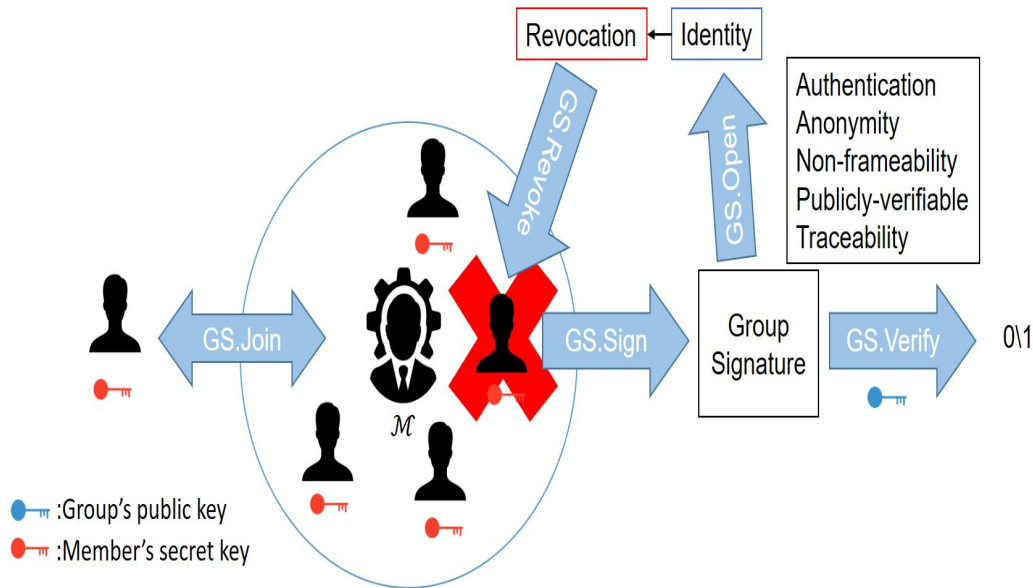 Revocation
Identity
GS.Revoke
GS.Open
Authentication
Anonymity
Non-frameability
Publicly-verifiable
Traceability
GS.Join
GS.Sign
Group
Signature
GS.Verify
0\1
ℳ
:Group's public key
:Member's secret key